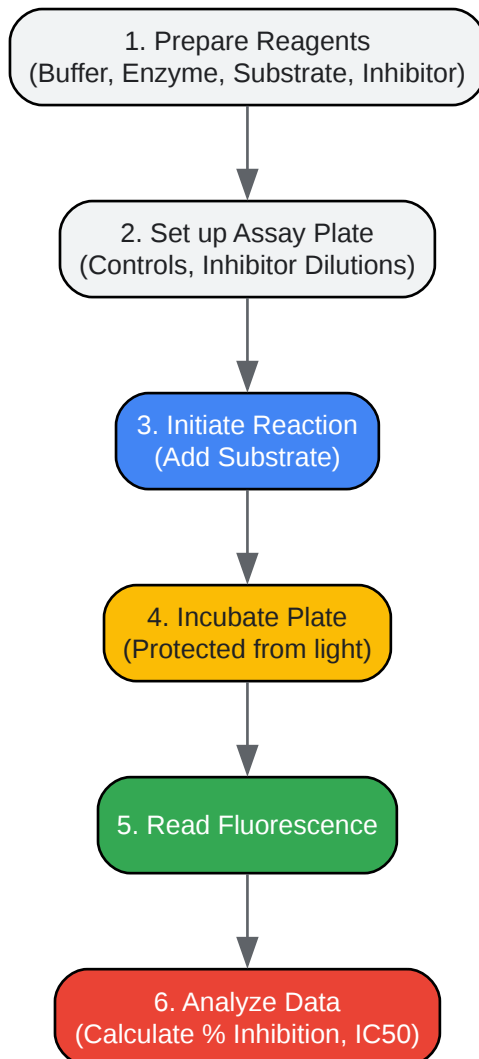 1. Prepare Reagents
(Buffer, Enzyme, Substrate, Inhibitor)
2. Set up Assay Plate
(Controls, Inhibitor Dilutions)
3. Initiate Reaction
(Add Substrate)
4. Incubate Plate
(Protected from light)
5. Read Fluorescence
6. Analyze Data
(Calculate % Inhibition, IC50)